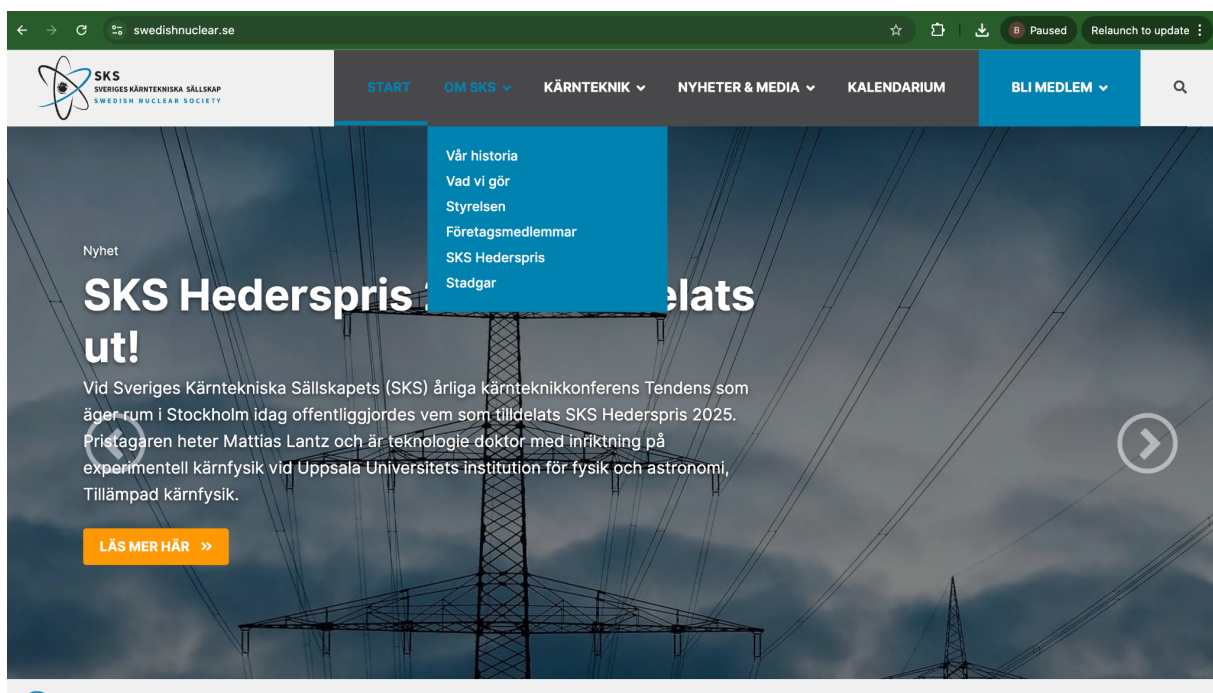 swedishnuclear.se
B Paused
Relaunch to update
SKS
SVERIGES KÄRNTEKNISKA SÄLLSKAP
SWEDISH NUCLEAR SOCIETY
START
OM SKS
KÄRNTEKNIK
NYHETER & MEDIA
KALENDARIUM
BLI MEDLEM
Vår historia
Vad vi gör
Styrelsen
Företagsmedlemmar
SKS Hederspris
Stadgar
Nyhet
SKS Hederspris
ut!
Vid Sveriges Kärntekniska Sällskapets (SKS) årliga kärnteknikkonferens Tendens som
äger rum i Stockholm idag offentliggjordes vem som tilldelats SKS Hederspris 2025.
Pristagaren heter Mattias Lantz och är teknologie doktor med inriktning på
experimentell kärnfysik vid Uppsala Universitets institution för fysik och astronomi,
Tillämpad kärnfysik.
LÄS MER HÄR